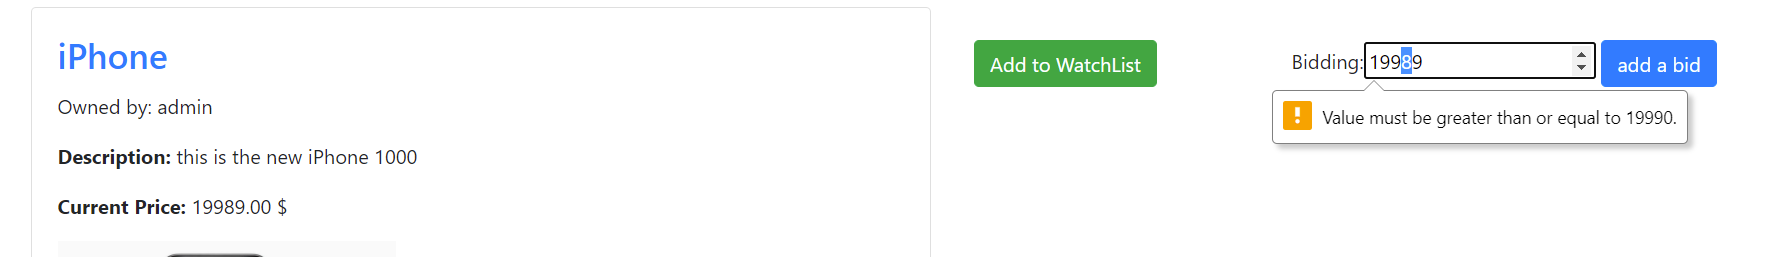 iPhone
Owned by: admin
Description: this is the new iPhone 1000
Current Price: 19989.00 $
Add to WatchList
Bidding: 19989
add a bid
Value must be greater than or equal to 19990.